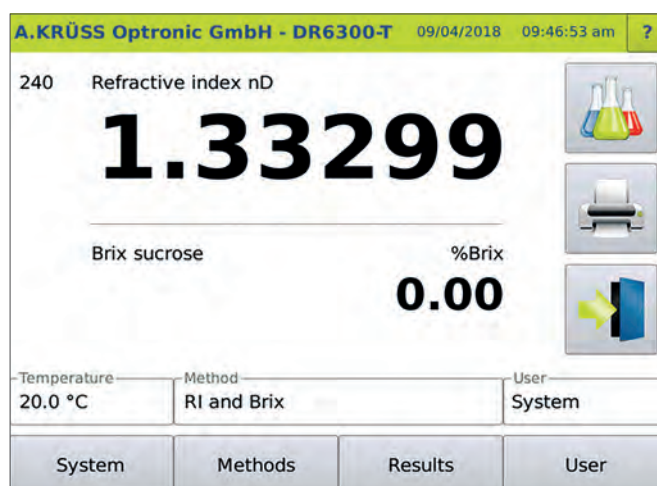 A.KRÜSS Optronic GmbH - DR6300-T 09/04/2018 09:46:53 am ?
240 Refractive index nD
1.33299
Brix sucrose %Brix
0.00
Temperature Method User
20.0 °C RI and Brix System
System Methods Results User